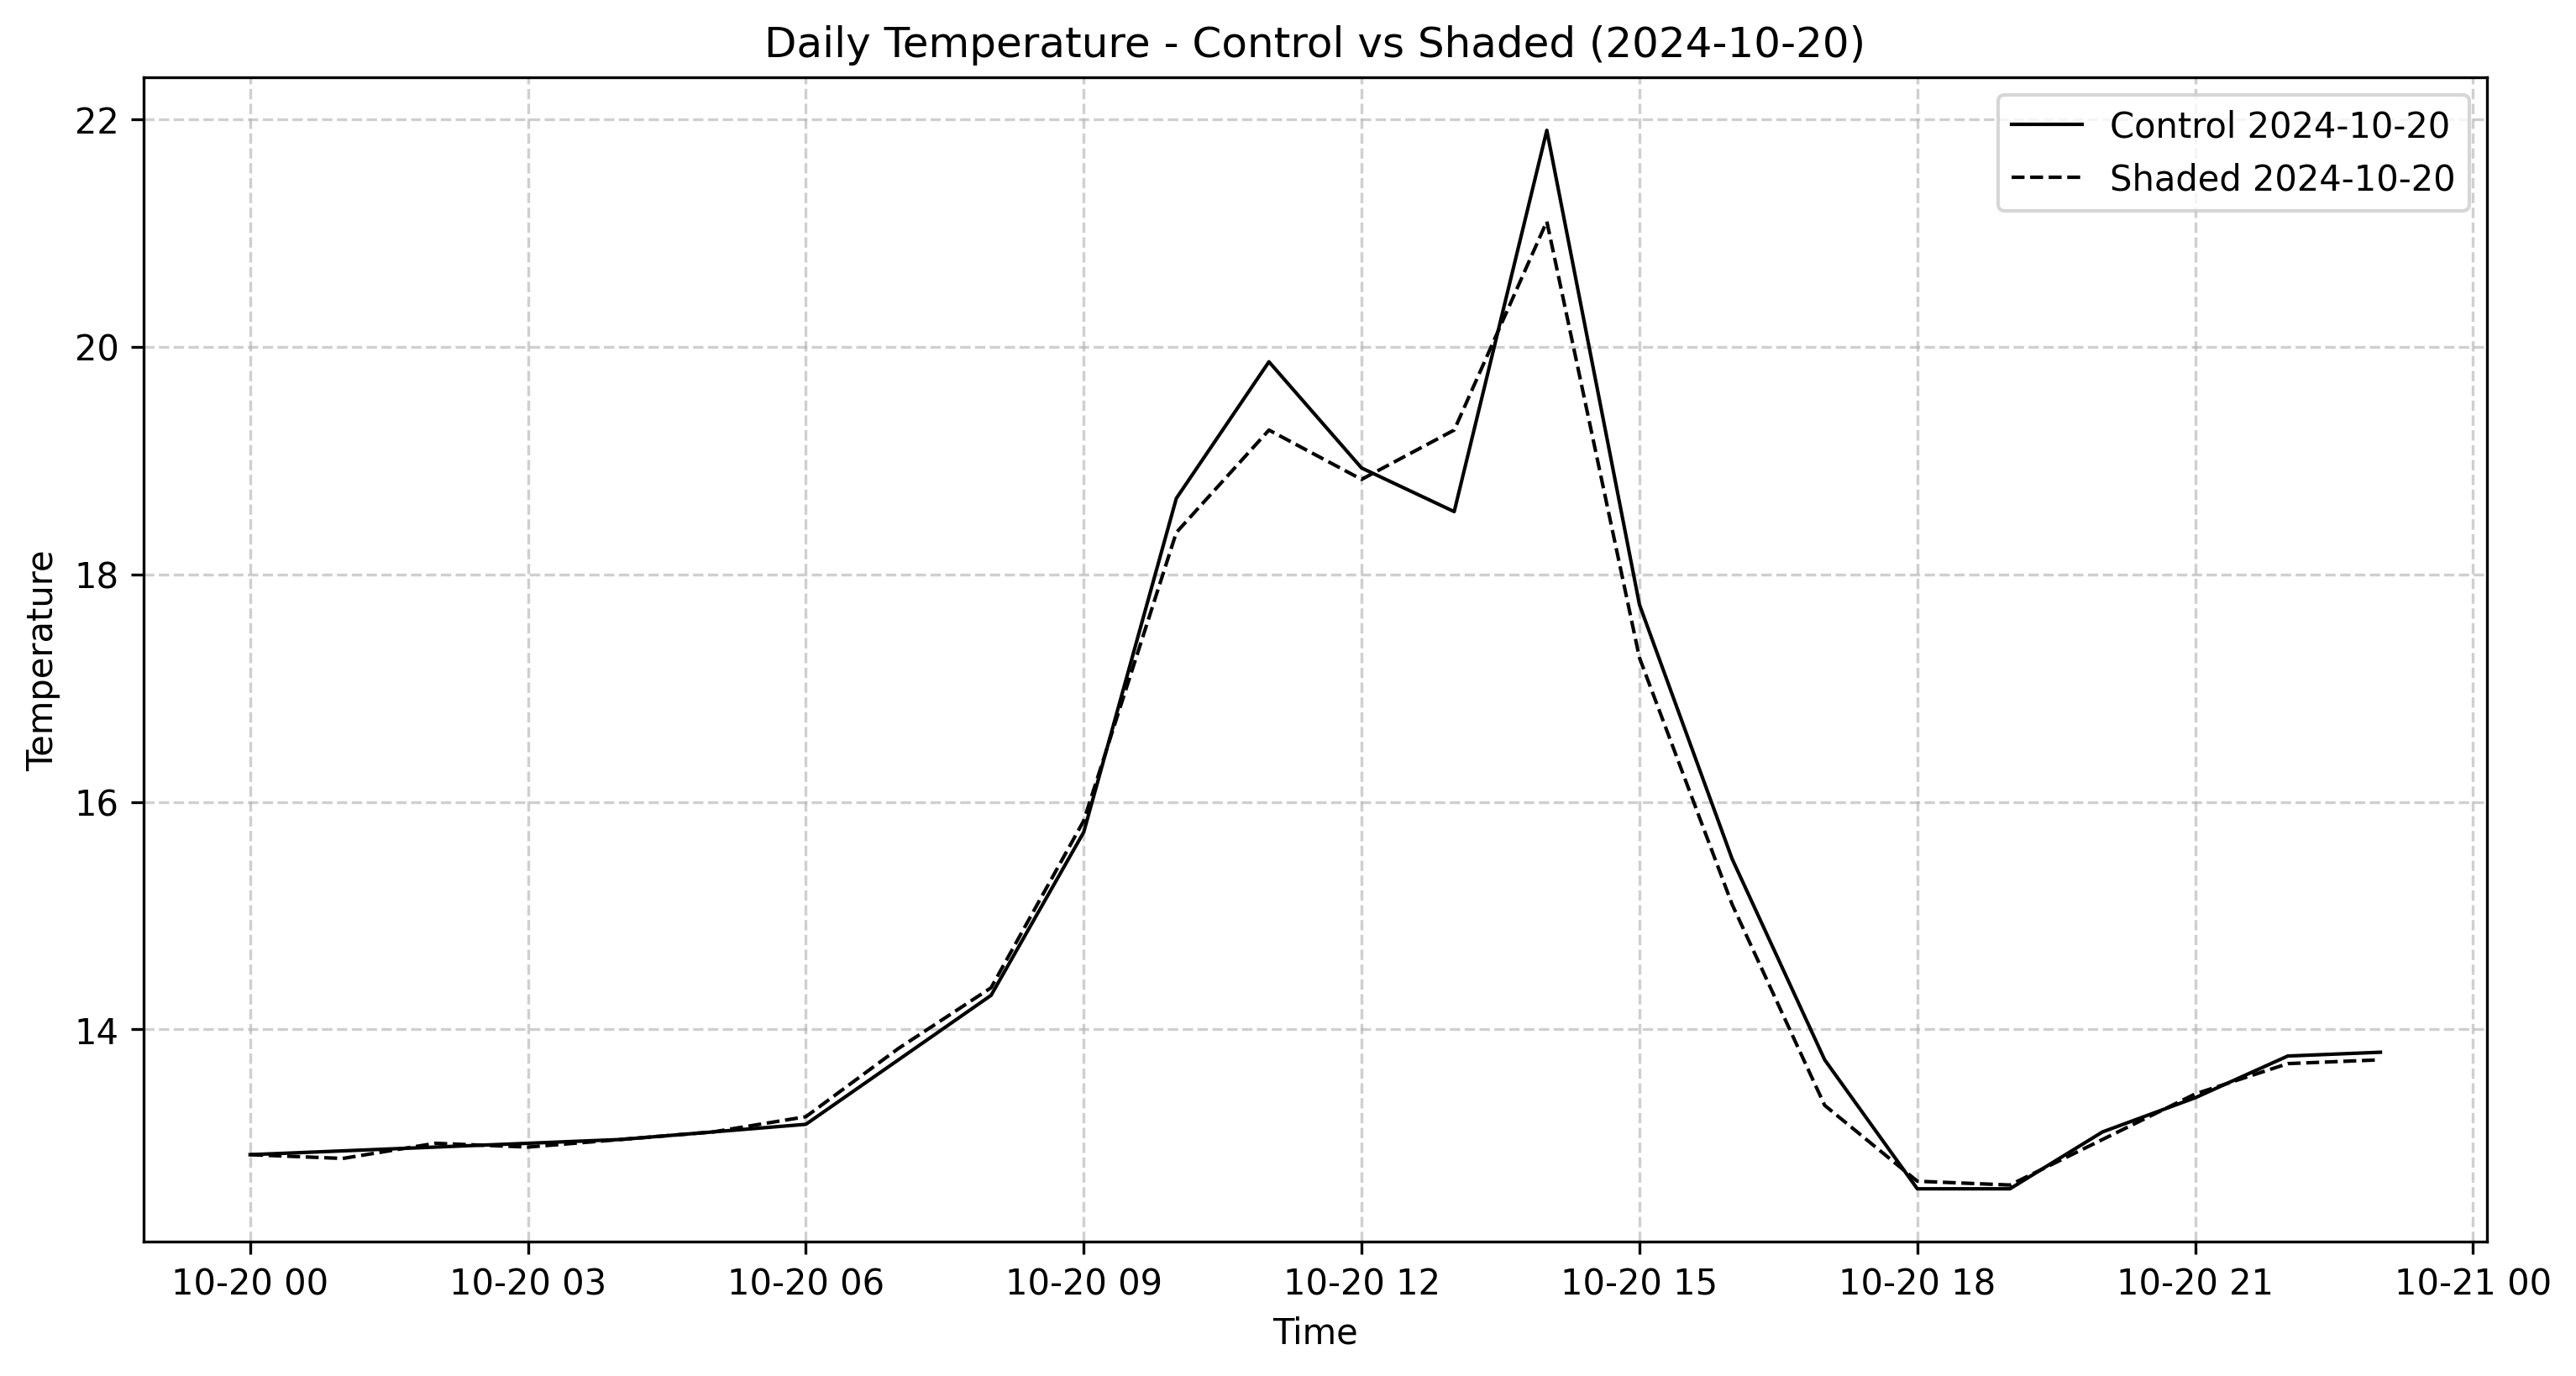 Daily Temperature - Control vs Shaded (2024-10-20)
Control 2024-10-20
Shaded 2024-10-20
Temperature
22
20
18
16
14
10-20 00
10-20 03
10-20 06
10-20 09
10-20 12
10-20 15
10-20 18
10-20 21
10-21 00
Time